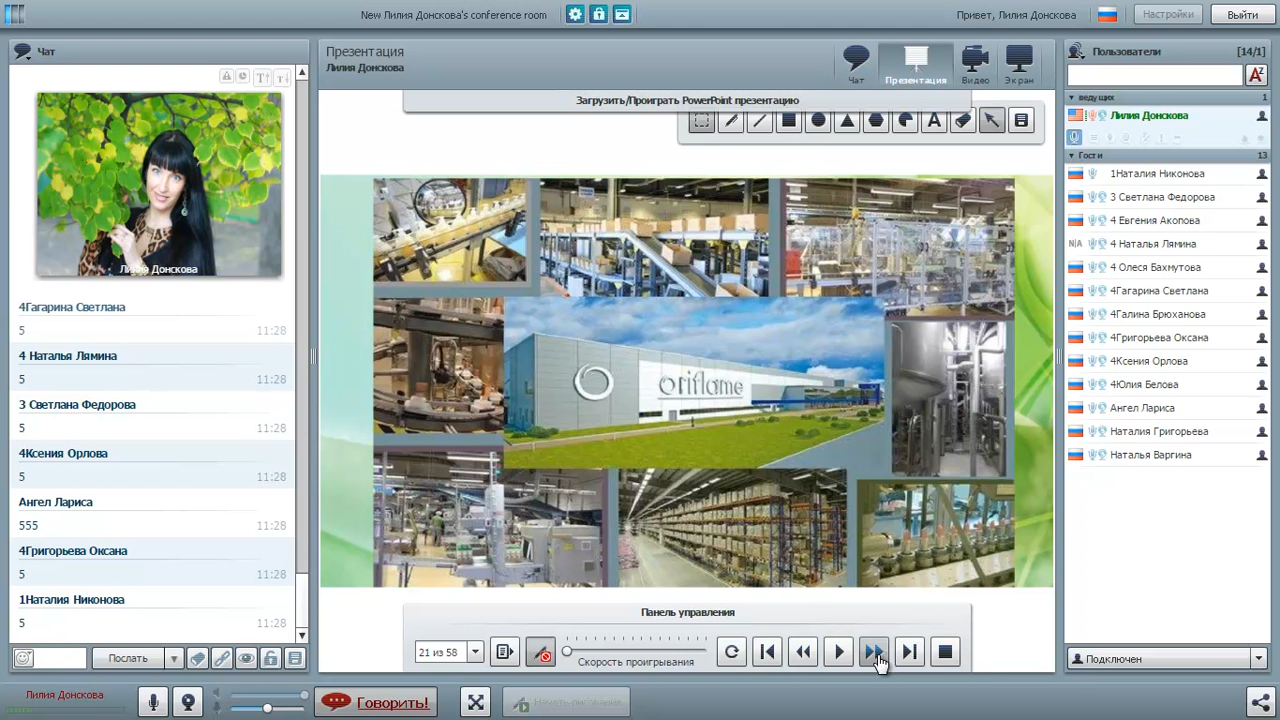 New Лилия Донскова's conference room
Привет, Лилия Донскова
Настройки
Выйти
Чат
Лилия Донскова
4Гагарина Светлана
5
11:28
4 Наталья Лямина
5
11:28
3 Светлана Федорова
5
11:28
4Ксения Орлова
5
11:28
Ангел Лариса
555
11:28
4Григорьева Оксана
5
11:28
1Наталия Никонова
5
11:28
Послать
Презентация
Лилия Донскова
Чат
Презентация
Видео
Экран
Загрузить/Проиграть PowerPoint презентацию
oriflame
Панель управления
21 из 58
Скорость проигрывания
Пользователи
[14/1]
ведущих
1
Лилия Донскова
Гости
13
1Наталия Никонова
3 Светлана Федорова
4 Евгения Акопова
N/A
4 Наталья Лямина
4 Олеся Бахмутова
4Гагарина Светлана
4Галина Брюханова
4Григорьева Оксана
4Ксения Орлова
4Юлия Белова
Ангел Лариса
Наталия Григорьева
Наталья Варгина
Подключен
Лилия Донскова
Говорить!